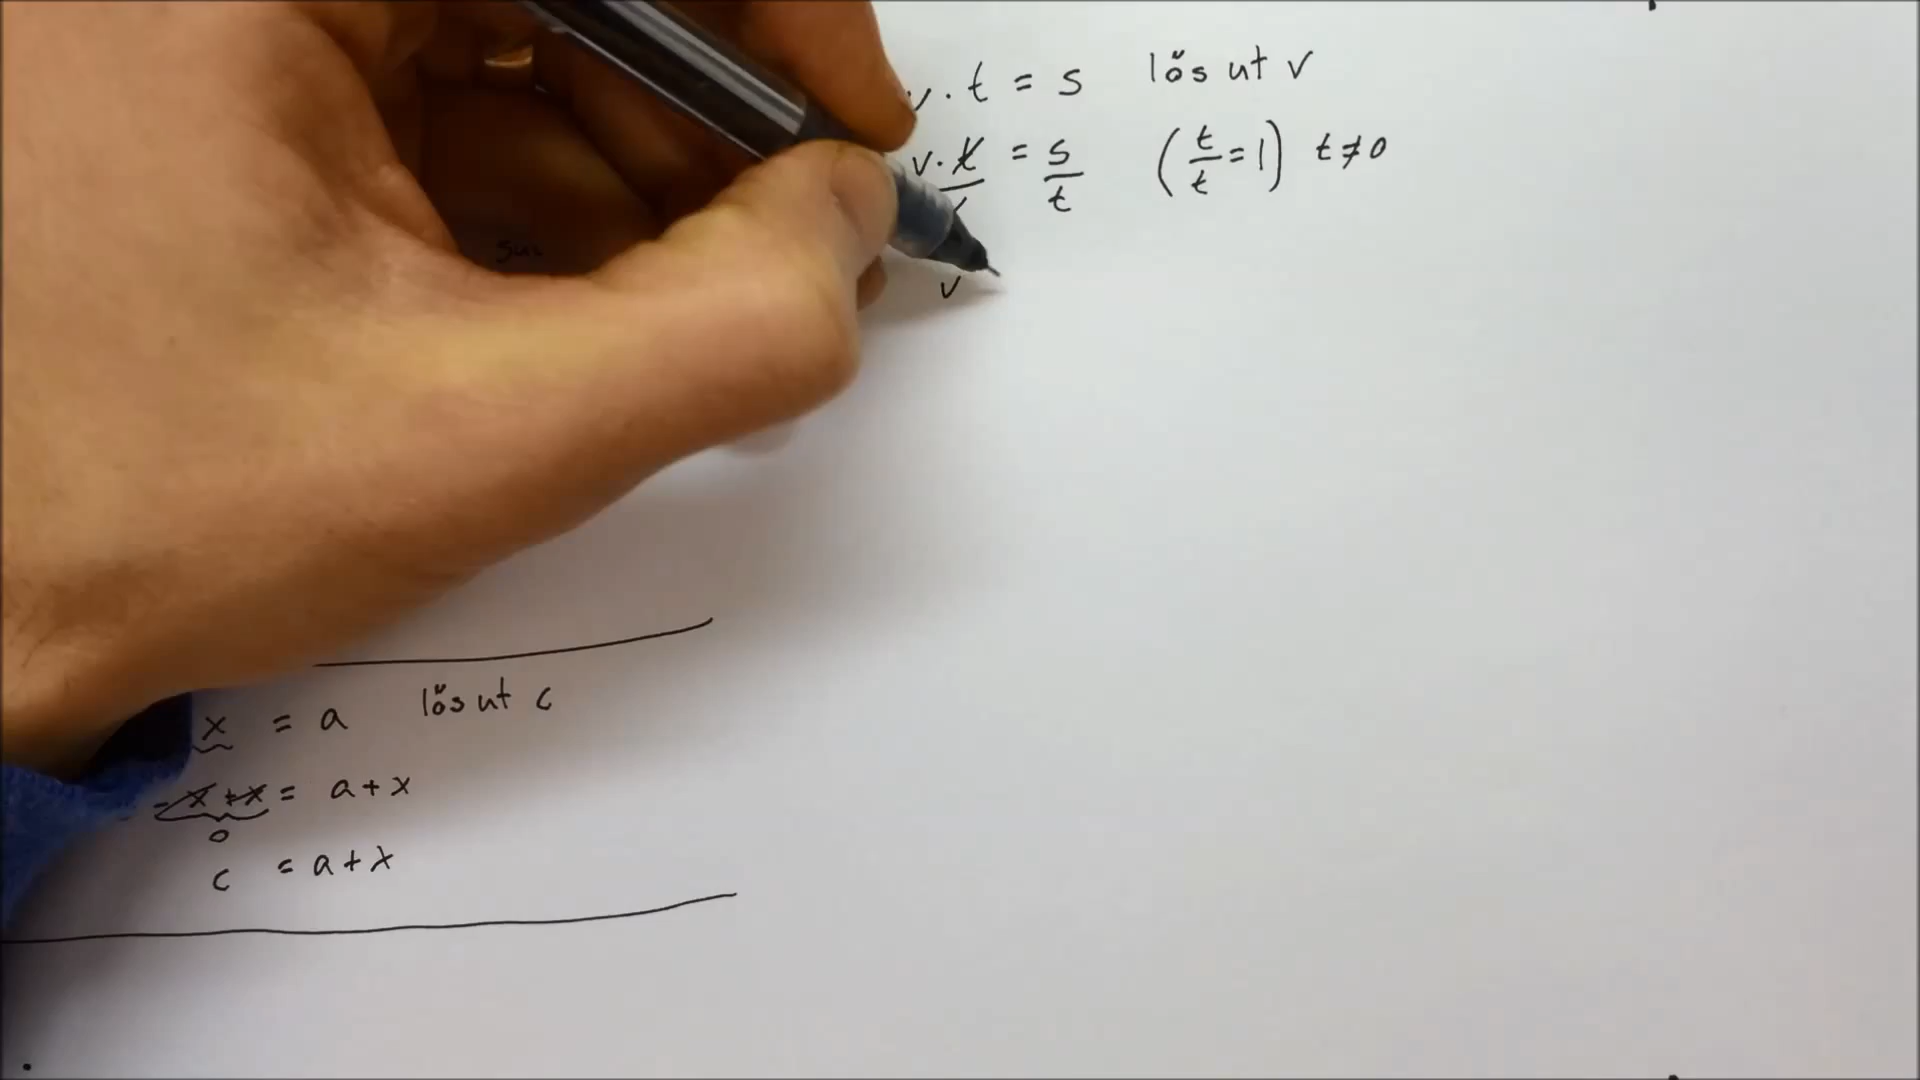 v · t = s lös ut v
v · t / t = s / t (t / t = 1) t ≠ 0
v
x = a lös ut c
- x + x = a + x
0
c = a + x